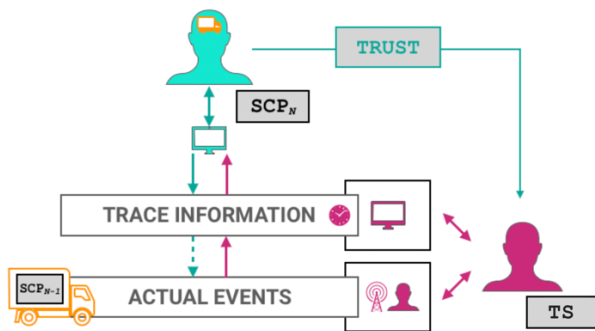 TRUST
SCP_N
TRACE INFORMATION
SCP_N-1
ACTUAL EVENTS
TS